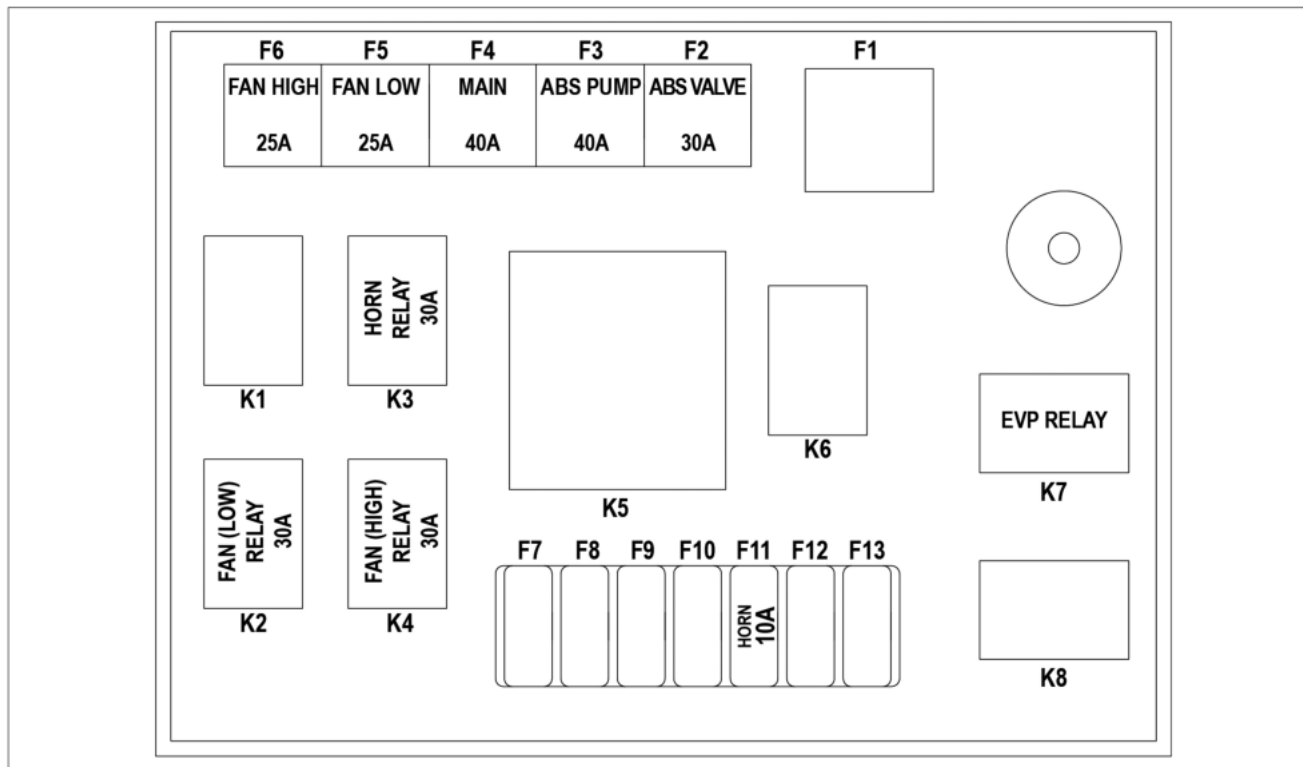 F6 F5 F4 F3 F2 F1
FAN HIGH FAN LOW MAIN ABS PUMP ABS VALVE
25A 25A 40A 40A 30A
HORN
RELAY
30A
K1 K3
K6
EVP RELAY
K7
FAN (LOW)
RELAY
30A
FAN (HIGH)
RELAY
30A
K2 K4
K5
F7 F8 F9 F10 F11 F12 F13
HORN
10A
K8